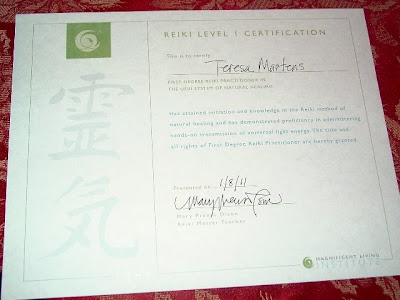 REIKI LEVEL 1 CERTIFICATION
This is to certify
Teresa Martens
FIRST DEGREE REIKI PRACTITIONER IN
THE USUI SYSTEM OF NATURAL HEALING
霊
気
Has attained initiation and knowledge in the Reiki method of
natural healing and has demonstrated proficiency in administering
hands-on transmission of universal light energy. The title and
all rights of First Degree Reiki Practitioner are hereby granted.
Presented on 1/8/11
Mary
Reiki Master Teacher
MAGNIFICENT LIVING
INSTITUTE